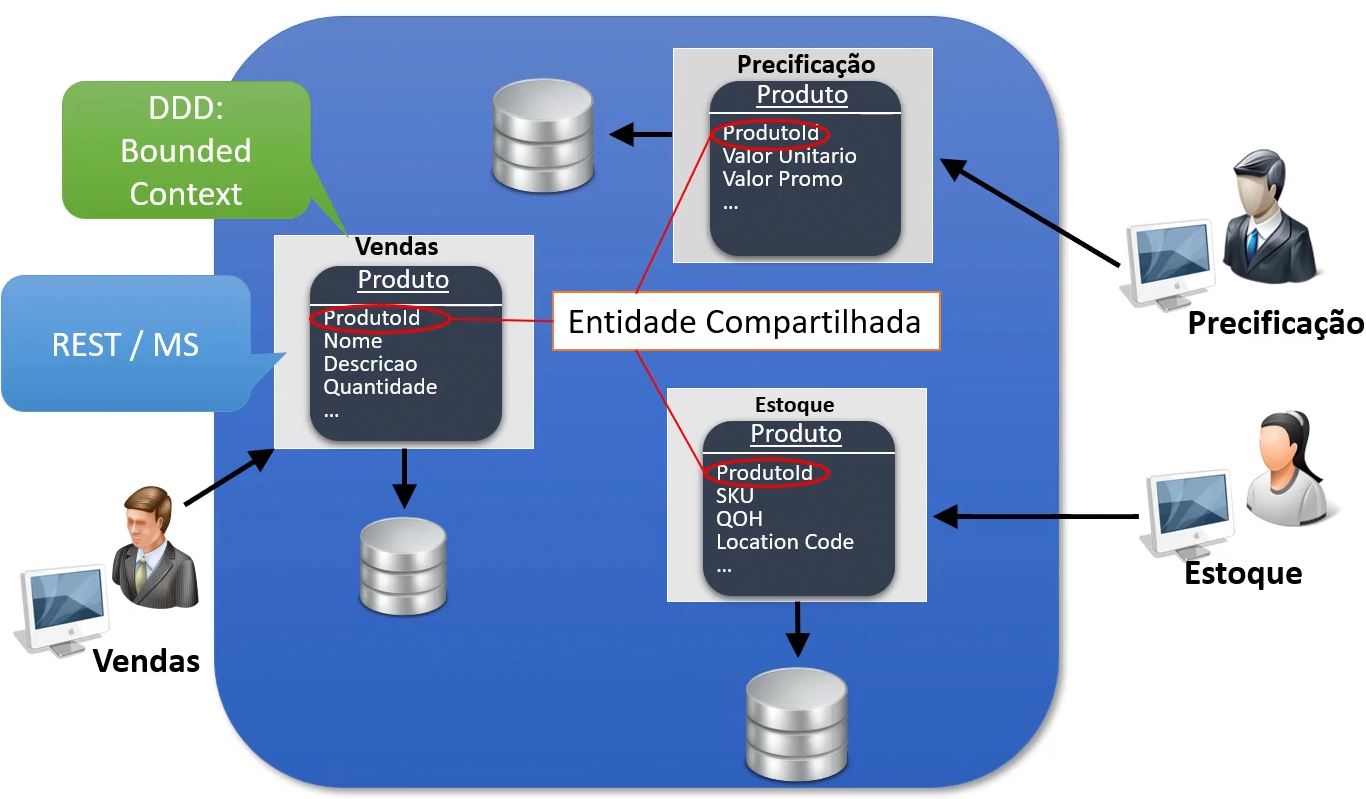 DDD:
Bounded
Context
REST / MS
Vendas
Produto
ProdutoId
Nome
Descricao
Quantidade
...
Precificação
Produto
ProdutoId
Valor Unitario
Valor Promo
...
Entidade Compartilhada
Estoque
Produto
ProdutoId
SKU
QOH
Location Code
...
Vendas
Precificação
Estoque